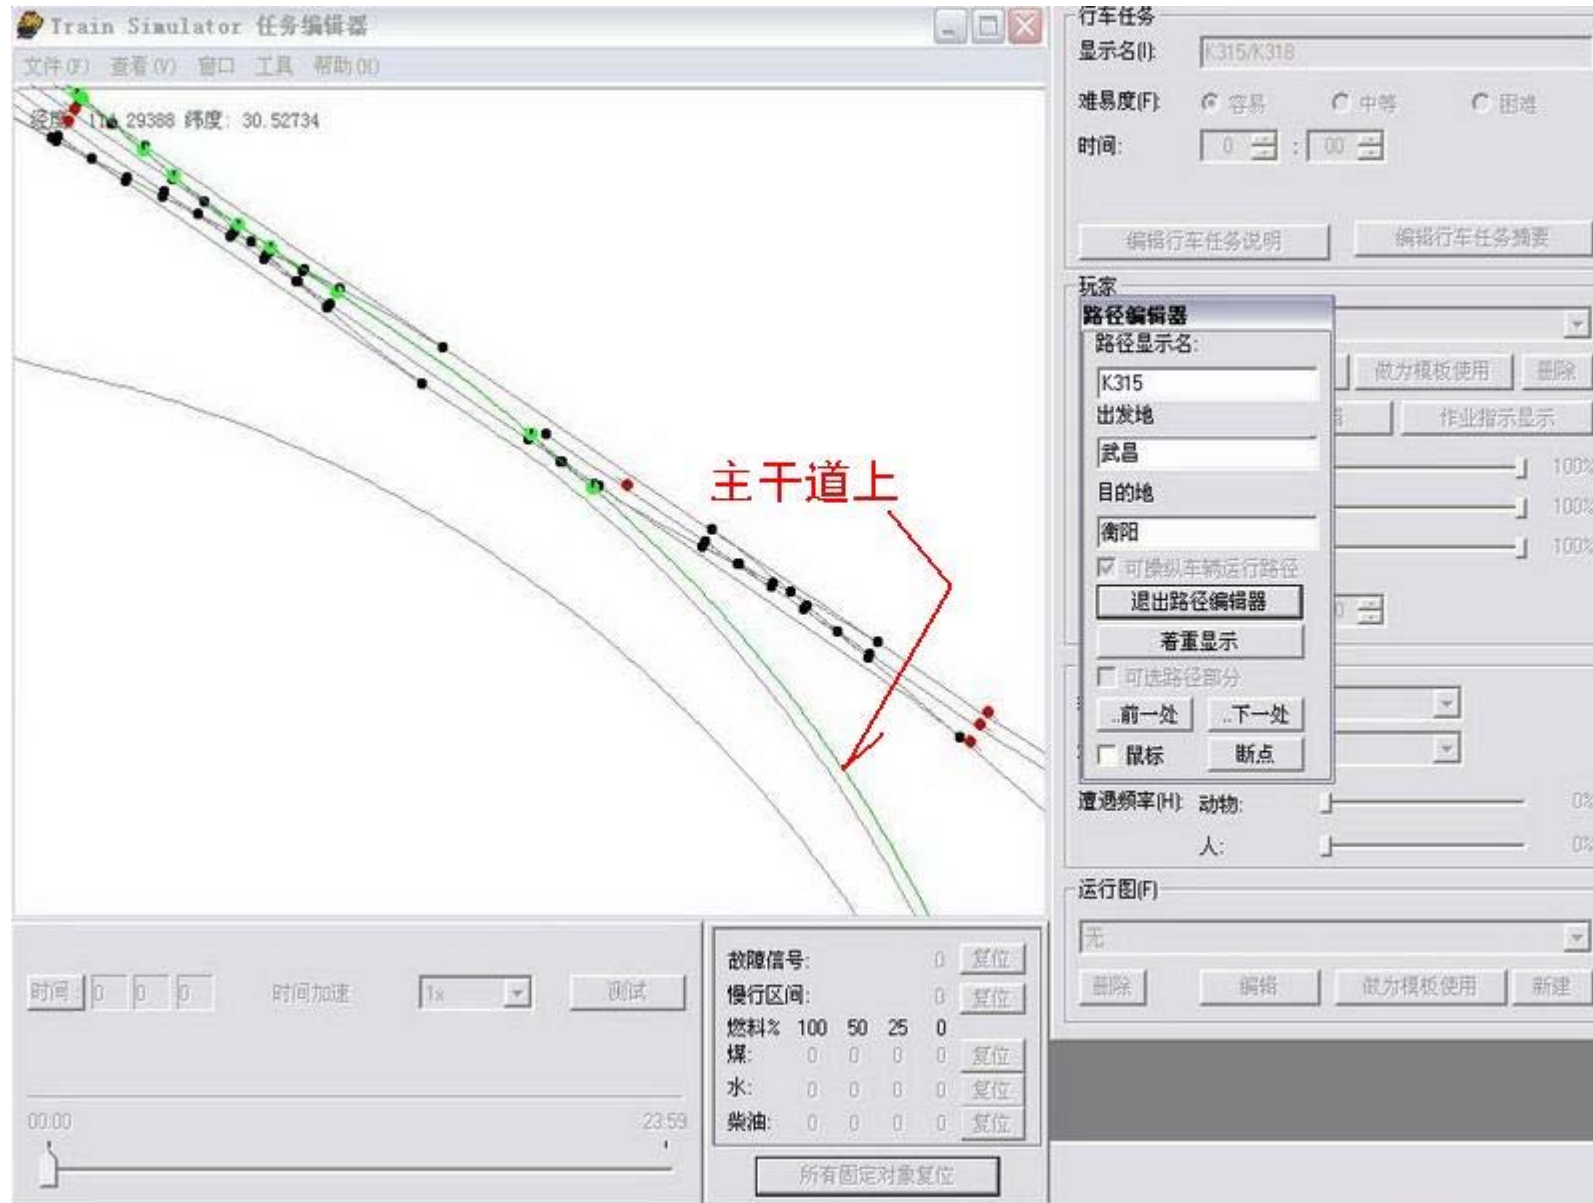 Train Simulator 任务编辑器
文件(F) 查看(V) 窗口 工具 帮助(H)
29388 纬度: 30.52734
主干道上
时间: 0 0 0 时间加速 1x 测试
00:00 23:59
故障信号: 0 复位
慢行区间: 0 复位
燃料% 100 50 25 0
煤: 0 0 0 0 复位
水: 0 0 0 0 复位
柴油: 0 0 0 0 复位
所有固定对象复位
行车任务
显示名(I): K315/K318
难易度(F): 容易 中等 困难
时间: 0 : 00
编辑行车任务说明 编辑行车任务摘要
玩家
做为模板使用 删除
作业指示显示
100%
100%
100%
路径编辑器
路径显示名:
K315
出发地
武昌
目的地
衡阳
可操纵车辆运行路径
退出路径编辑器
着重显示
可选路径部分
..前一处 ..下一处
鼠标 断点
遭遇频率(H): 动物: 0%
人: 0%
运行图(F)
无
删除 编辑 做为模板使用 新建